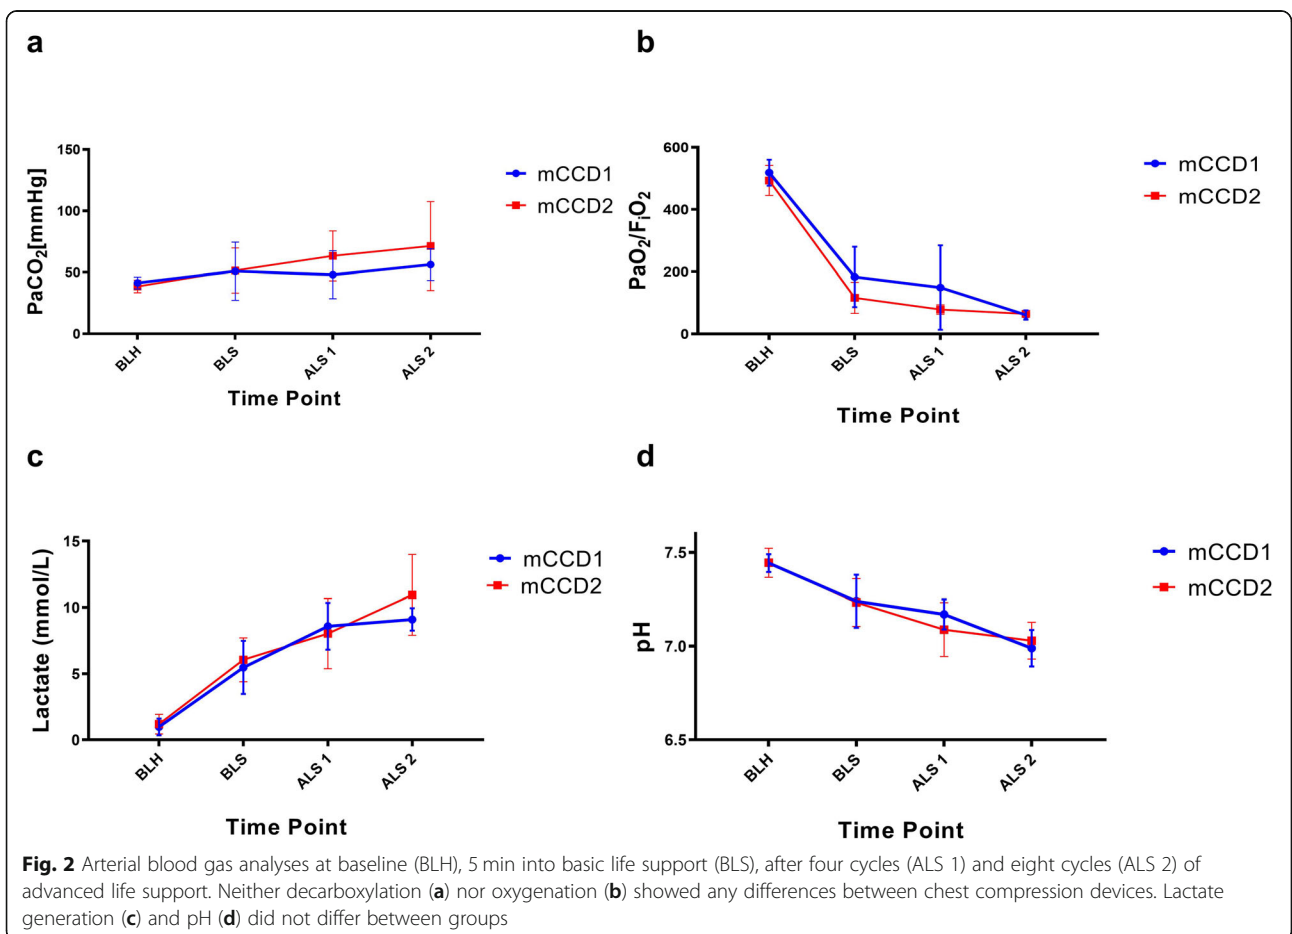 a
PaCO2[mmHg]
150
100
50
0
BLH
BLS
ALS 1
ALS 2
Time Point
mCCD1
mCCD2
b
PaO2/FiO2
600
400
200
0
BLH
BLS
ALS 1
ALS 2
Time Point
mCCD1
mCCD2
c
Lactate (mmol/L)
15
10
5
0
BLH
BLS
ALS 1
ALS 2
Time Point
mCCD1
mCCD2
d
pH
7.5
7.0
6.5
BLH
BLS
ALS 1
ALS 2
Time Point
mCCD1
mCCD2
Fig. 2 Arterial blood gas analyses at baseline (BLH), 5 min into basic life support (BLS), after four cycles (ALS 1) and eight cycles (ALS 2) of
advanced life support. Neither decarboxylation (a) nor oxygenation (b) showed any differences between chest compression devices. Lactate
generation (c) and pH (d) did not differ between groups